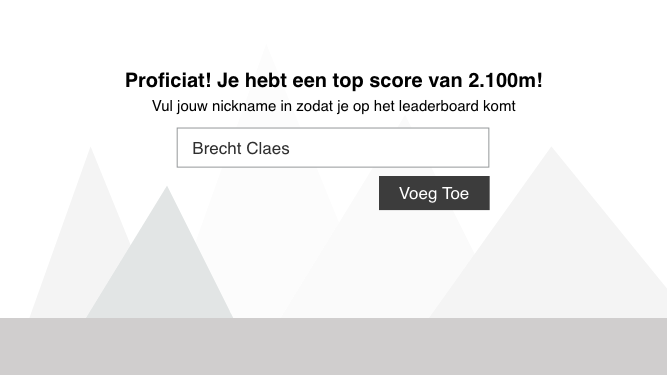 Proficiat! Je hebt een top score van 2.100m!
Vul jouw nickname in zodat je op het leaderboard komt
Brecht Claes
Voeg Toe